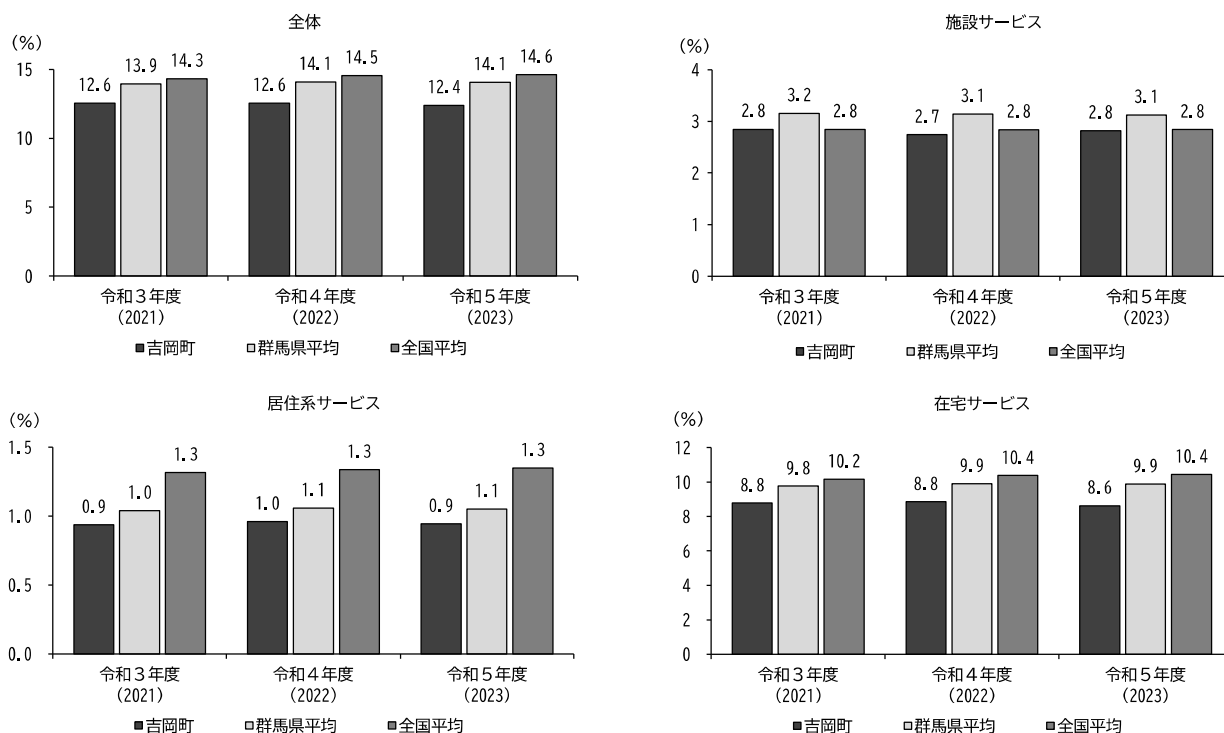 全体
(%)
12.6 13.9 14.3 12.6 14.1 14.5 12.4 14.1 14.6
15
10
5
0
令和3年度 令和4年度 令和5年度
(2021) (2022) (2023)
■吉岡町 □群馬県平均 ■全国平均
施設サービス
(%)
2.8 3.2 2.8 2.7 3.1 2.8 2.8 3.1 2.8
4
3
2
1
0
令和3年度 令和4年度 令和5年度
(2021) (2022) (2023)
■吉岡町 □群馬県平均 ■全国平均
居住系サービス
(%)
0.9 1.0 1.3 1.0 1.1 1.3 0.9 1.1 1.3
1.5
1.0
0.5
0.0
令和3年度 令和4年度 令和5年度
(2021) (2022) (2023)
■吉岡町 □群馬県平均 ■全国平均
在宅サービス
(%)
8.8 9.8 10.2 8.8 9.9 10.4 8.6 9.9 10.4
12
10
8
6
4
2
0
令和3年度 令和4年度 令和5年度
(2021) (2022) (2023)
■吉岡町 □群馬県平均 ■全国平均